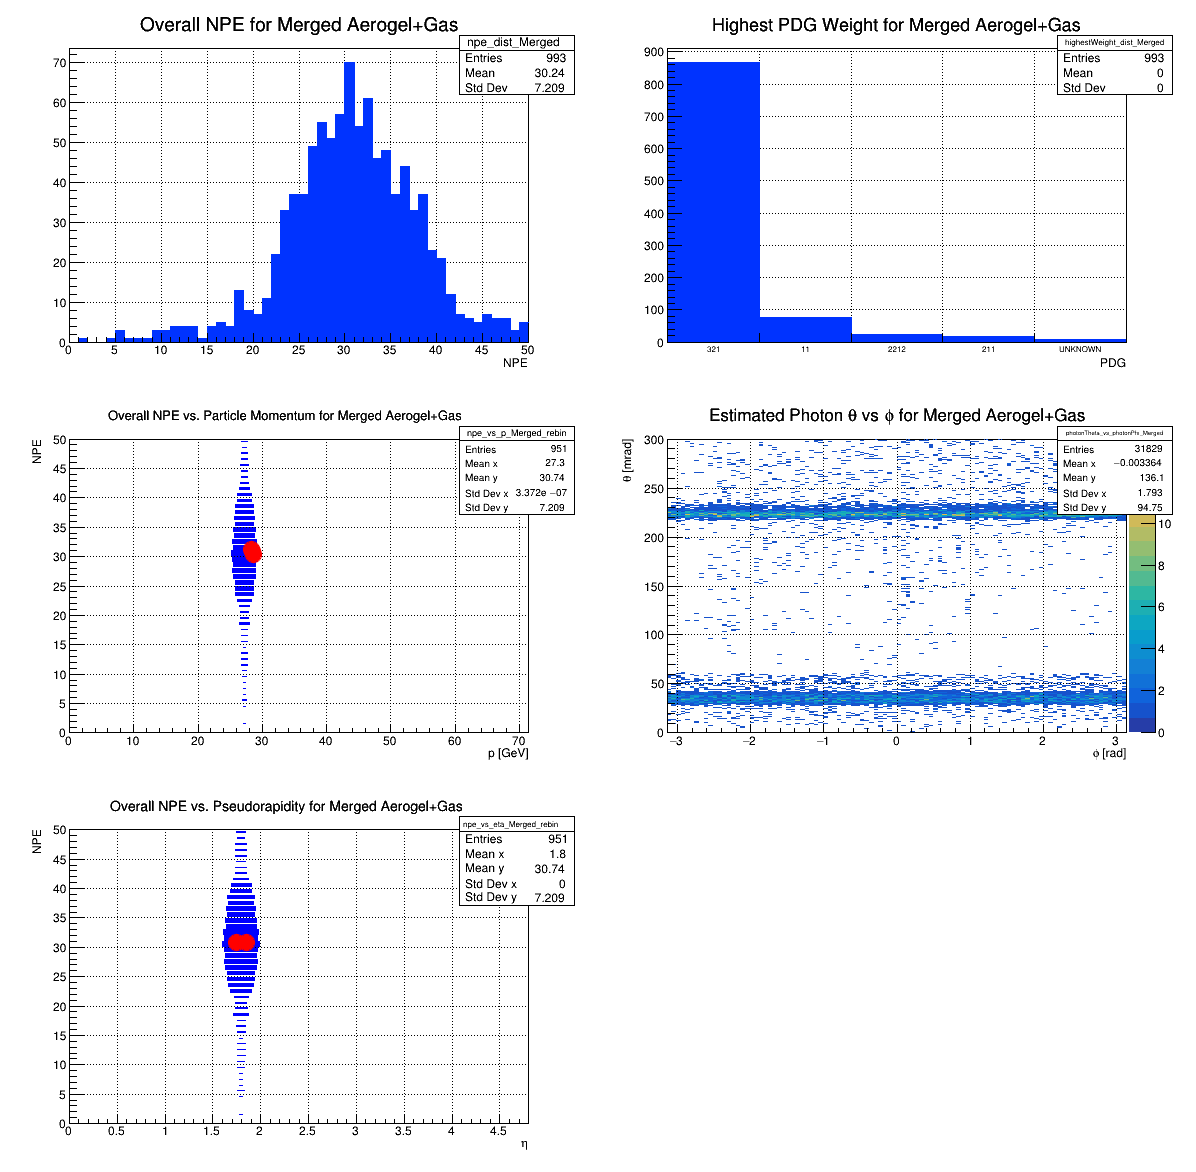 Overall NPE for Merged Aerogel+Gas
npe_dist_Merged
Entries 993
Mean 30.24
Std Dev 7.209
70
60
50
40
30
20
10
0
0 5 10 15 20 25 30 35 40 45 50
NPE
Highest PDG Weight for Merged Aerogel+Gas
highestWeight_dist_Merged
Entries 993
Mean 0
Std Dev 0
900
800
700
600
500
400
300
200
100
0
321 11 2212 211 UNKNOWN
PDG
Overall NPE vs. Particle Momentum for Merged Aerogel+Gas
npe_vs_p_Merged_rebin
Entries 951
Mean x 27.3
Mean y 30.74
Std Dev x 3.372e −07
Std Dev y 7.209
NPE
50
45
40
35
30
25
20
15
10
5
0
0 10 20 30 40 50 60 70
p [GeV]
Estimated Photon θ vs ϕ for Merged Aerogel+Gas
photonTheta_vs_photonPhi_Merged
Entries 31829
Mean x −0.003364
Mean y 136.1
Std Dev x 1.793
Std Dev y 94.75
θ [mrad]
300
250
200
150
100
50
0
−3 −2 −1 0 1 2 3
ϕ [rad]
10
8
6
4
2
0
Overall NPE vs. Pseudorapidity for Merged Aerogel+Gas
npe_vs_eta_Merged_rebin
Entries 951
Mean x 1.8
Mean y 30.74
Std Dev x 0
Std Dev y 7.209
NPE
50
45
40
35
30
25
20
15
10
5
0
0 0.5 1 1.5 2 2.5 3 3.5 4 4.5
η